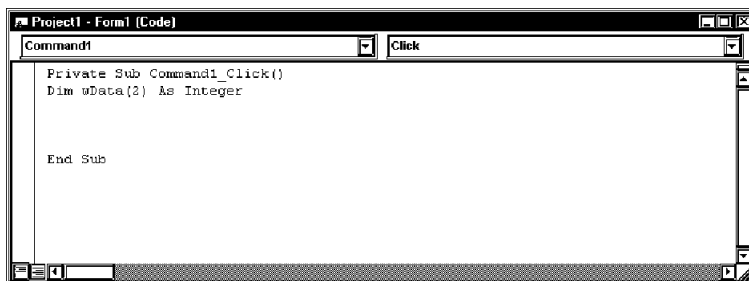 Project1 - Form1 (Code)
Command1 Click
Private Sub Command1_Click()
Dim wData(2) As Integer
End Sub